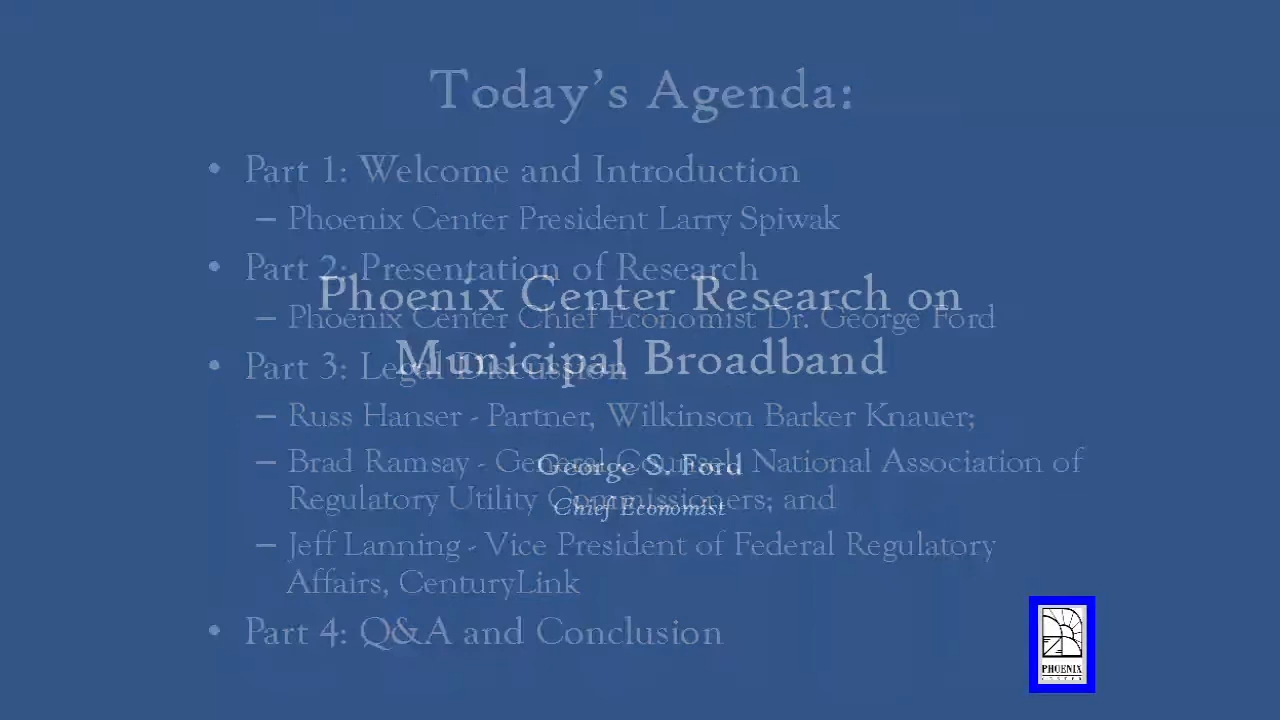 Today's Agenda:
• Part 1: Welcome and Introduction
– Phoenix Center President Larry Spiwak
• Part 2: Presentation of Research
– Phoenix Center Chief Economist Dr. George Ford
• Part 3: Legal Discussion
– Russ Hanser - Partner, Wilkinson Barker Knauer;
– Brad Ramsay - General Counsel, National Association of
Regulatory Utility Commissioners; and
– Jeff Lanning - Vice President of Federal Regulatory
Affairs, CenturyLink
• Part 4: Q&A and Conclusion
Phoenix Center Research on
Municipal Broadband
George S. Ford
Chief Economist
PHOENIX
CENTER